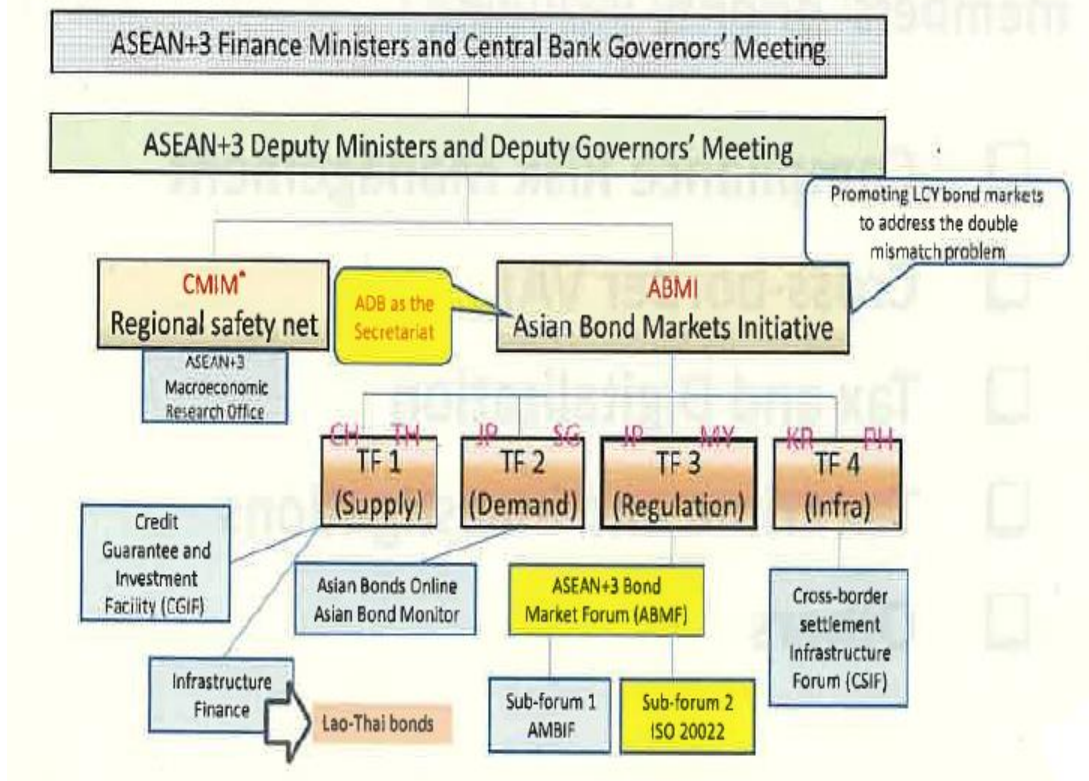 ASEAN+3 Finance Ministers and Central Bank Governors' Meeting
ASEAN+3 Deputy Ministers and Deputy Governors' Meeting
Promoting LCY bond markets
to address the double
mismatch problem
CMIM*
Regional safety net
ASEAN+3
Macroeconomic
Research Office
ADB as the
Secretariat
ABMI
Asian Bond Markets Initiative
CH TH
TF 1
(Supply)
JP SG
TF 2
(Demand)
JP MY
TF 3
(Regulation)
KR PH
TF 4
(Infra)
Credit
Guarantee and
Investment
Facility (CGIF)
Asian Bonds Online
Asian Bond Monitor
ASEAN+3 Bond
Market Forum (ABMF)
Cross-border
settlement
Infrastructure
Forum (CSIF)
Infrastructure
Finance
Lao-Thai bonds
Sub-forum 1
AMBIF
Sub-forum 2
ISO 20022